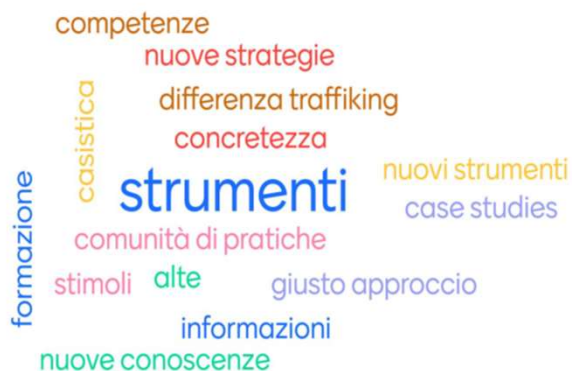 competenze
nuove strategie
differenza traffiking
casistica
concretezza
nuovi strumenti
strumenti
case studies
formazione
comunità di pratiche
stimoli
alte
giusto approccio
informazioni
nuove conoscenze